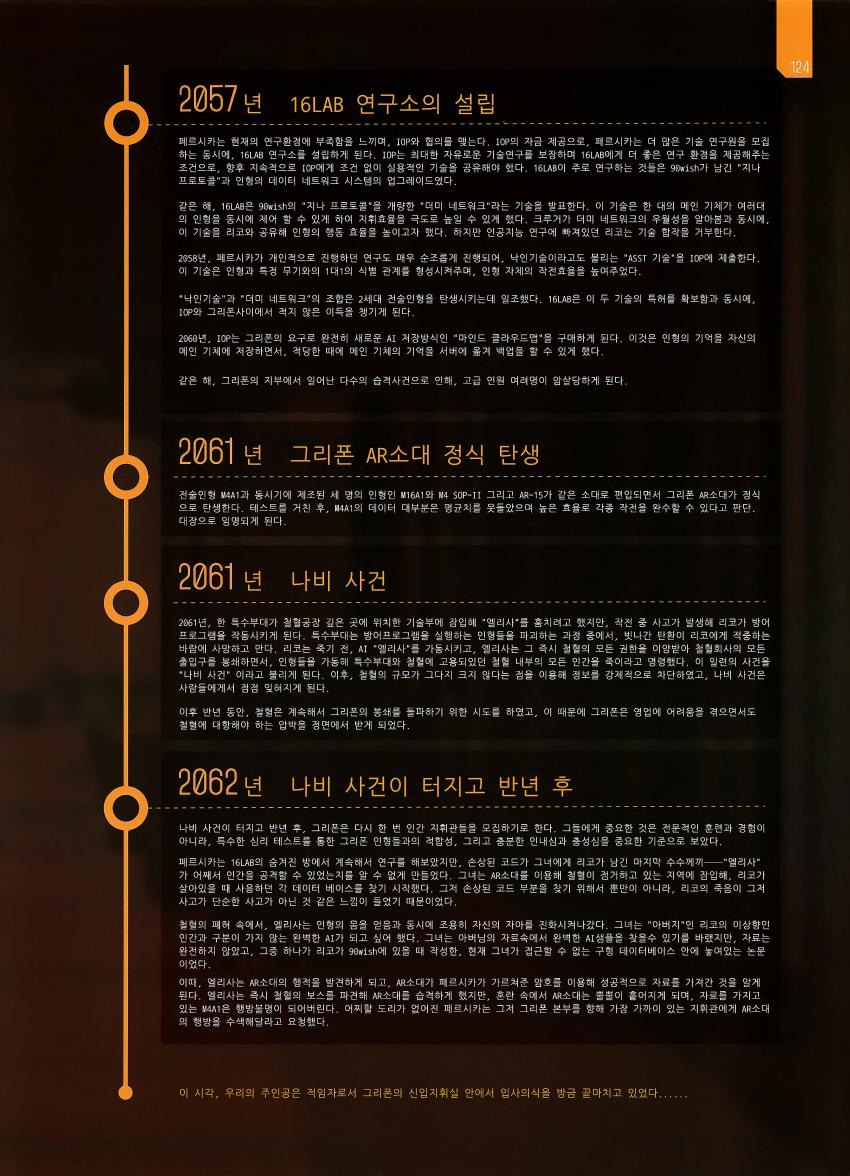 124
2057년 16LAB 연구소의 설립
페르시카는 현재의 연구환경에 부족함을 느끼며, IOP와 협의를 맺는다. IOP의 자금 제공으로, 페르시카는 더 많은 기술 연구원을 모집
하는 동시에, 16LAB 연구소를 설립하게 된다. IOP는 최대한 자유로운 기술연구를 보장하며 16LAB에게 더 좋은 연구 환경을 제공해주는
조건으로, 향후 지속적으로 IOP에게 조건 없이 실용적인 기술을 공유해야 했다. 16LAB이 주로 연구하는 것들은 90wish가 남긴 "지나
프로토콜"과 인형의 데이터 네트워크 시스템의 업그레이드였다.
같은 해, 16LAB은 90wish의 "지나 프로토콜"을 개량한 "더미 네트워크"라는 기술을 발표한다. 이 기술은 한 대의 메인 기체가 여러대
의 인형을 동시에 제어 할 수 있게 하여 지휘효율을 극도로 높일 수 있게 했다. 크루거가 더미 네트워크의 우월성을 알아봄과 동시에,
이 기술을 리코와 공유해 인형의 행동 효율을 높이고자 했다. 하지만 인공지능 연구에 빠져있던 리코는 기술 합작을 거부한다.
2058년, 페르시카가 개인적으로 진행하던 연구도 매우 순조롭게 진행되어, 낙인기술이라고도 불리는 "ASST 기술"을 IOP에 제출한다.
이 기술은 인형과 특정 무기와의 1대1의 식별 관계를 형성시켜주며, 인형 자체의 작전효율을 높여주었다.
"낙인기술"과 "더미 네트워크"의 조합은 2세대 전술인형을 탄생시키는데 일조했다. 16LAB은 이 두 기술의 특허를 확보함과 동시에,
IOP와 그리폰사이에서 적지 않은 이득을 챙기게 된다.
2060년, IOP는 그리폰의 요구로 완전히 새로운 AI 저장방식인 "마인드 클라우드맵"을 구매하게 된다. 이것은 인형의 기억을 자신의
메인 기체에 저장하면서, 적당한 때에 메인 기체의 기억을 서버에 옮겨 백업을 할 수 있게 했다.
같은 해, 그리폰의 지부에서 일어난 다수의 습격사건으로 인해, 고급 인원 여려명이 암살당하게 된다.
2061년 그리폰 AR소대 정식 탄생
전술인형 M4A1과 동시기에 제조된 세 명의 인형인 M16A1와 M4 SOP-II 그리고 AR-15가 같은 소대로 편입되면서 그리폰 AR소대가 정식
으로 탄생한다. 테스트를 거친 후, M4A1의 데이터 대부분은 평균치를 웃돌았으며 높은 효율로 각종 작전을 완수할 수 있다고 판단.
대장으로 임명되게 된다.
2061년 나비 사건
2061년, 한 특수부대가 철혈공장 깊은 곳에 위치한 기술부에 잠입해 "엘리사"를 훔치려고 했지만, 작전 중 사고가 발생해 리코가 방어
프로그램을 작동시키게 된다. 특수부대는 방어프로그램을 실행하는 인형들을 파괴하는 과정 중에서, 빗나간 탄환이 리코에게 적중하는
바람에 사망하고 만다. 리코는 죽기 전, AI "엘리사"를 가동시키고, 엘리사는 그 즉시 철혈의 모든 권한을 이양받아 철혈회사의 모든
출입구를 봉쇄하면서, 인형들을 가동해 특수부대와 철혈에 고용되있던 철혈 내부의 모든 인간을 죽이라고 명령했다. 이 일련의 사건을
"나비 사건" 이라고 불리게 된다. 이후, 철혈의 규모가 그다지 크지 않다는 점을 이용해 정보를 강제적으로 차단하였고, 나비 사건은
사람들에게서 점점 잊혀지게 된다.
이후 반년 동안, 철혈은 계속해서 그리폰의 봉쇄를 돌파하기 위한 시도를 하였고, 이 때문에 그리폰은 영업에 어려움을 겪으면서도
철혈에 대항해야 하는 압박을 정면에서 받게 되었다.
2062년 나비 사건이 터지고 반년 후
나비 사건이 터지고 반년 후, 그리폰은 다시 한 번 인간 지휘관들을 모집하기로 한다. 그들에게 중요한 것은 전문적인 훈련과 경험이
아니라, 특수한 심리 테스트를 통한 그리폰 인형들과의 적합성, 그리고 충분한 인내심과 충성심을 중요한 기준으로 보았다.
페르시카는 16LAB의 숨겨진 방에서 계속해서 연구를 해보았지만, 손상된 코드가 그녀에게 리코가 남긴 마지막 수수께끼──"엘리사"
가 어째서 인간을 공격할 수 있었는지를 알 수 없게 만들었다. 그녀는 AR소대를 이용해 철혈이 점거하고 있는 지역에 잠입해, 리코가
살아있을 때 사용하던 각 데이터 베이스를 찾기 시작했다. 그저 손상된 코드 부분을 찾기 위해서 뿐만이 아니라, 리코의 죽음이 그저
사고가 단순한 사고가 아닌 것 같은 느낌이 들었기 때문이었다.
철혈의 폐허 속에서, 엘리사는 인형의 몸을 얻음과 동시에 조용히 자신의 자아를 진화시켜나갔다. 그녀는 "아버지"인 리코의 이상향인
인간과 구분이 가지 않는 완벽한 AI가 되고 싶어 했다. 그녀는 아버님의 자료속에서 완벽한 AI샘플을 찾을수 있기를 바랬지만, 자료는
완전하지 않았고, 그중 하나가 리코가 90wish에 있을 때 작성한, 현재 그녀가 접근할 수 없는 구형 데이터베이스 안에 놓여있는 논문
이었다.
이때, 엘리사는 AR소대의 행적을 발견하게 되고, AR소대가 페르시카가 가르쳐준 암호를 이용해 성공적으로 자료를 가져간 것을 알게
된다. 엘리사는 즉시 철혈의 보스를 파견해 AR소대를 습격하게 했지만, 혼란 속에서 AR소대는 뿔뿔이 흩어지게 되며, 자료를 가지고
있는 M4A1은 행방불명이 되어버린다. 어찌할 도리가 없어진 페르시카는 그저 그리폰 본부를 향해 가장 가까이 있는 지휘관에게 AR소대
의 행방을 수색해달라고 요청했다.
이 시각, 우리의 주인공은 적임자로서 그리폰의 신입지휘실 안에서 입사의식을 방금 끝마치고 있었다......